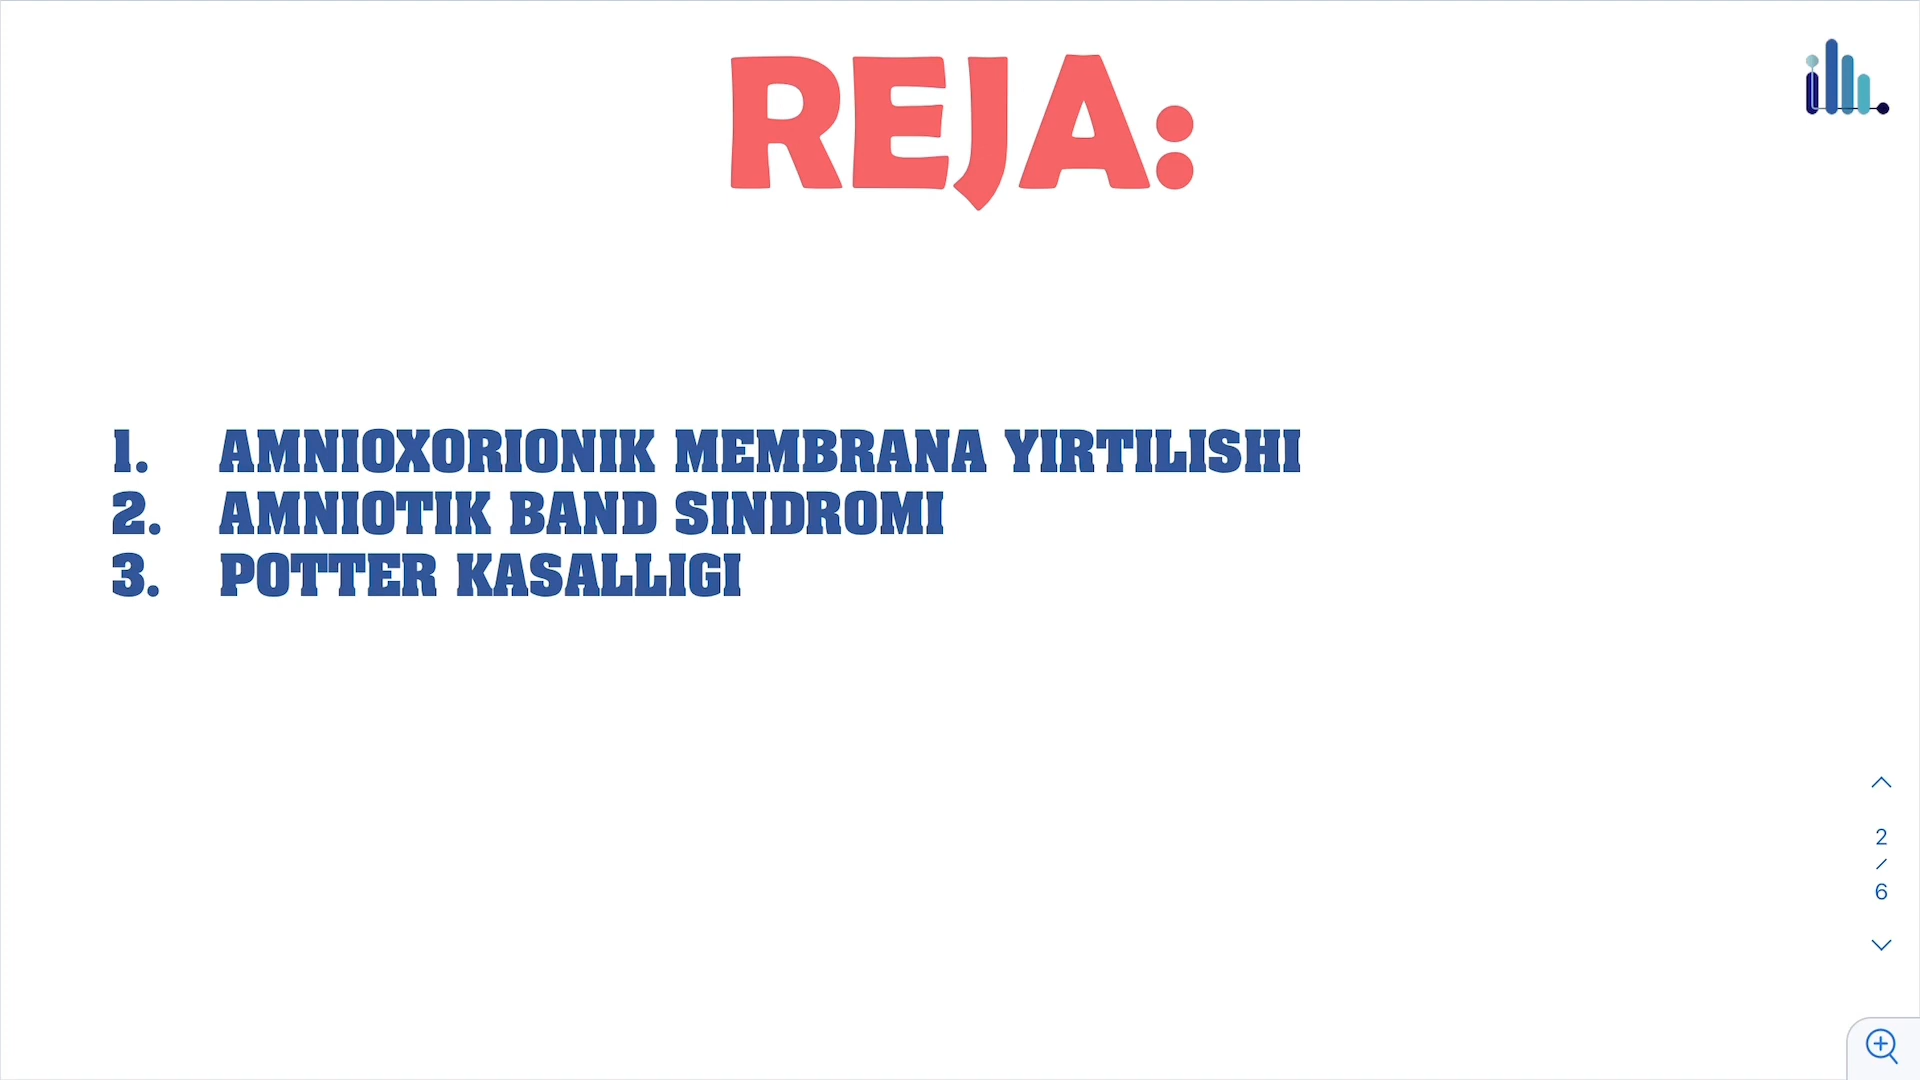 REJA:
1. AMNIOXORIONIK MEMBRANA YIRTILISHI
2. AMNIOTIK BAND SINDROMI
3. POTTER KASALLIGI
2
/
6